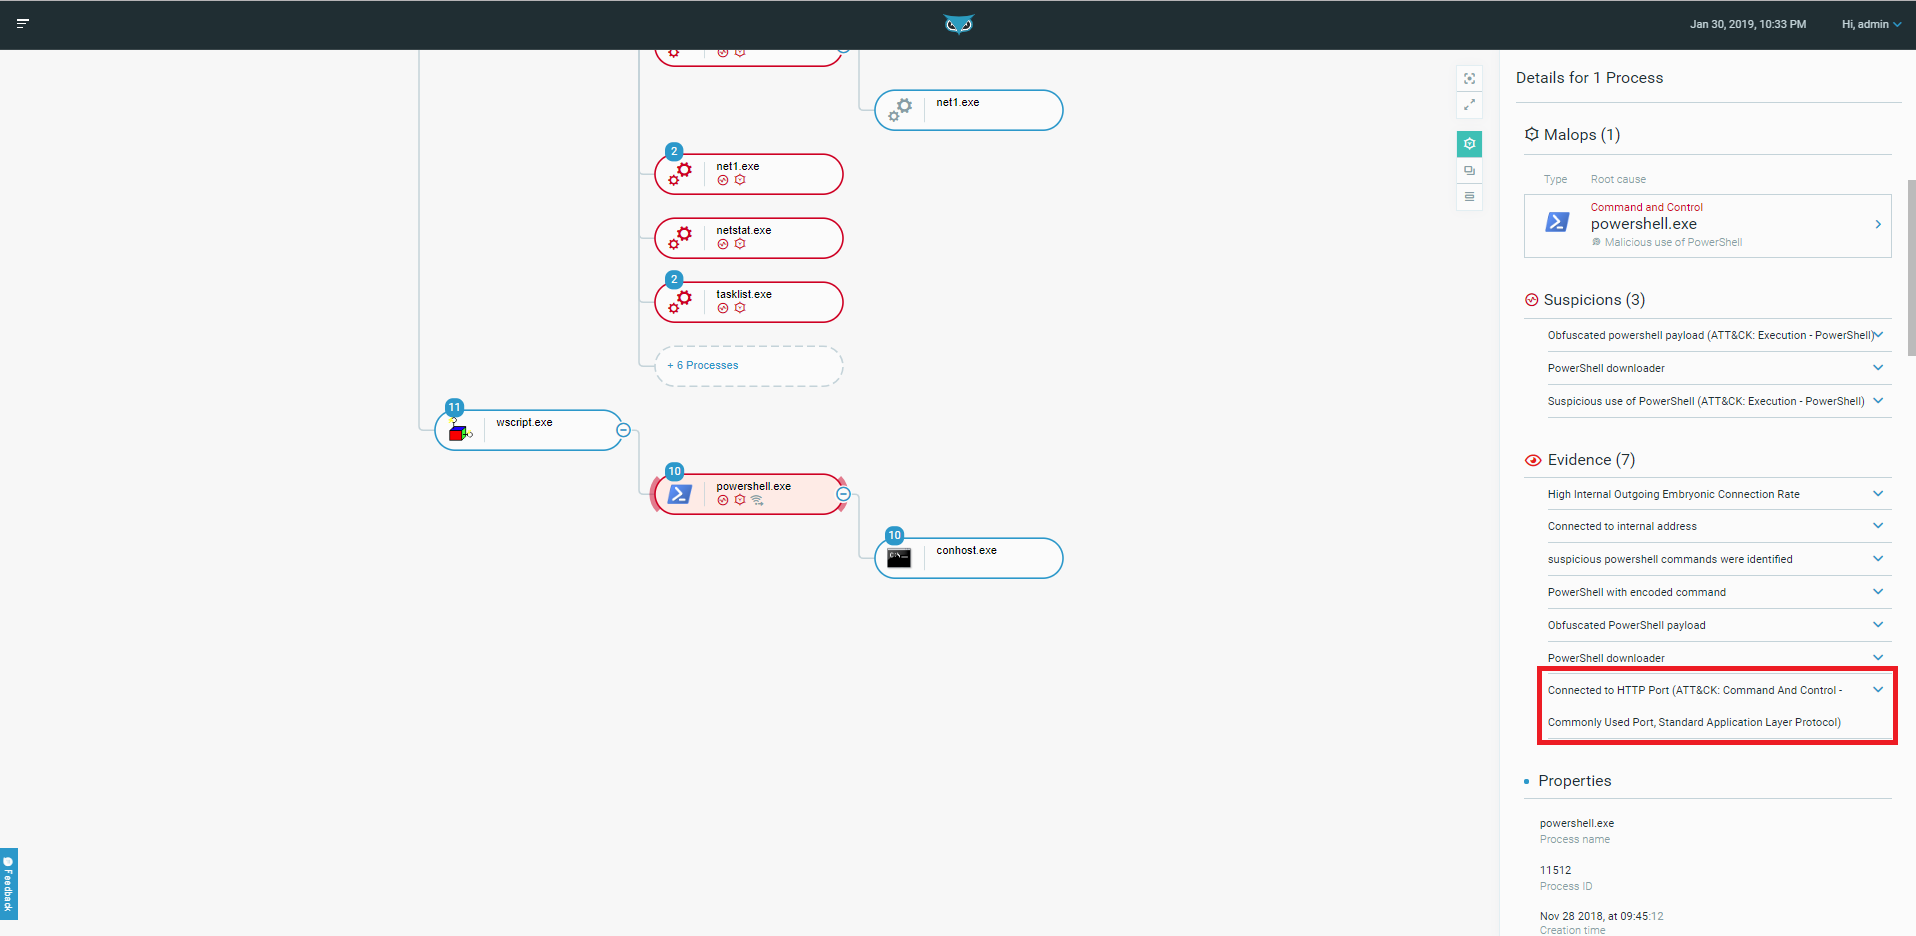 Jan 30, 2019, 10:33 PM
Hi, admin
net1.exe
2
net1.exe
netstat.exe
2
tasklist.exe
+ 6 Processes
11
wscript.exe
10
powershell.exe
10
conhost.exe
Feedback
Details for 1 Process
Malops (1)
Type Root cause
Command and Control
powershell.exe
Malicious use of PowerShell
Suspicions (3)
Obfuscated powershell payload (ATT&CK: Execution - PowerShell)
PowerShell downloader
Suspicious use of PowerShell (ATT&CK: Execution - PowerShell)
Evidence (7)
High Internal Outgoing Embryonic Connection Rate
Connected to internal address
suspicious powershell commands were identified
PowerShell with encoded command
Obfuscated PowerShell payload
PowerShell downloader
Connected to HTTP Port (ATT&CK: Command And Control -
Commonly Used Port, Standard Application Layer Protocol)
Properties
powershell.exe
Process name
11512
Process ID
Nov 28 2018, at 09:45:12
Creation time